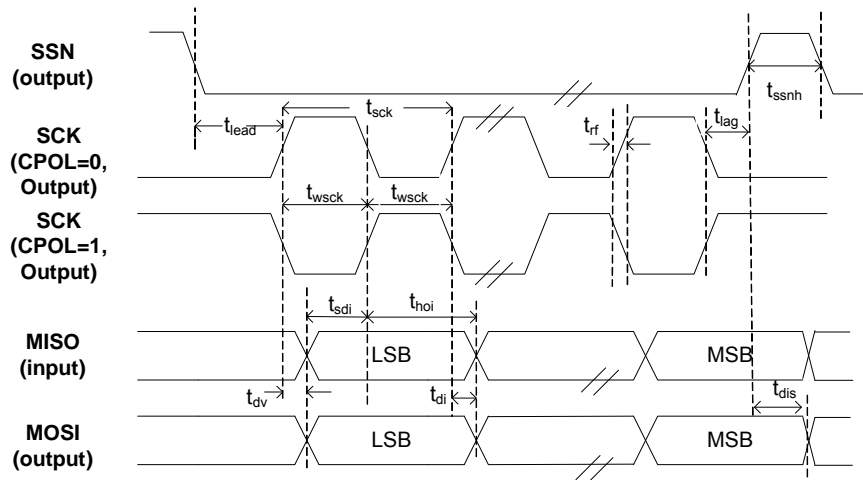 SSN
(output)
t_ssnh
t_sck
t_lead
t_rf
t_lag
SCK
(CPOL=0,
Output)
t_wsck
t_wsck
SCK
(CPOL=1,
Output)
t_sdi
t_hoi
MISO
(input)
LSB
MSB
t_dv
t_di
t_dis
MOSI
(output)
LSB
MSB